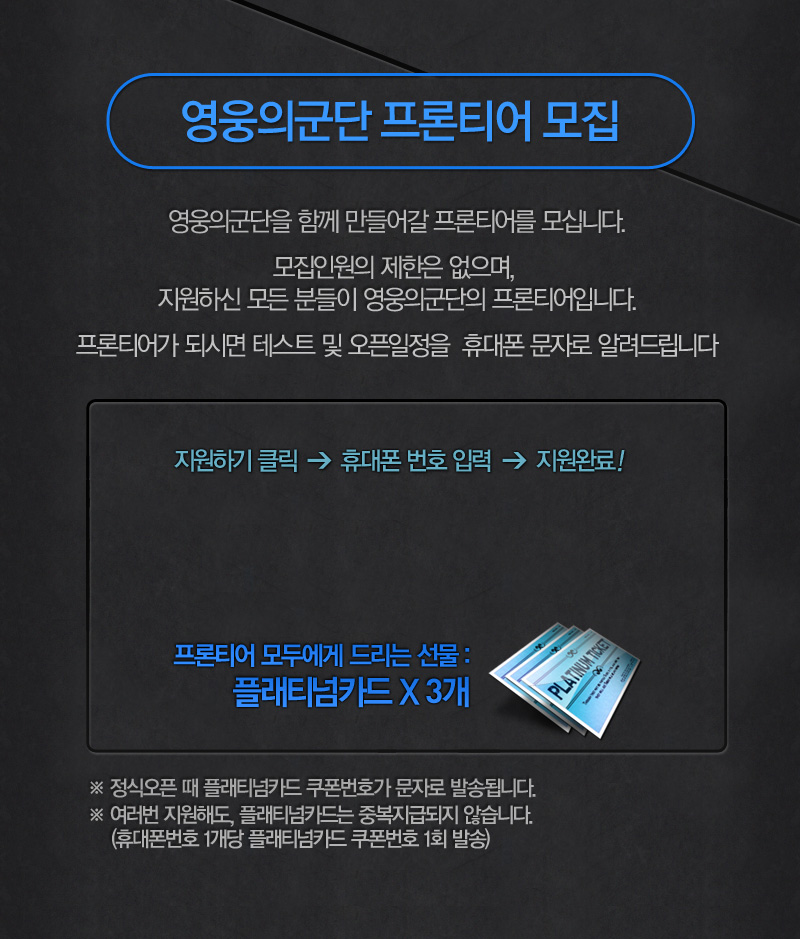 영웅의군단 프론티어 모집
영웅의군단을 함께 만들어갈 프론티어를 모십니다.
모집인원의 제한은 없으며,
지원하신 모든 분들이 영웅의군단의 프론티어입니다.
프론티어가 되시면 테스트 및 오픈일정을 휴대폰 문자로 알려드립니다
지원하기 클릭 → 휴대폰 번호 입력 → 지원완료!
프론티어 모두에게 드리는 선물 :
플래티넘카드 X 3개
PLATINUM TICKET
※ 정식오픈 때 플래티넘카드 쿠폰번호가 문자로 발송됩니다.
※ 여러번 지원해도, 플래티넘카드는 중복지급되지 않습니다.
(휴대폰번호 1개당 플래티넘카드 쿠폰번호 1회 발송)